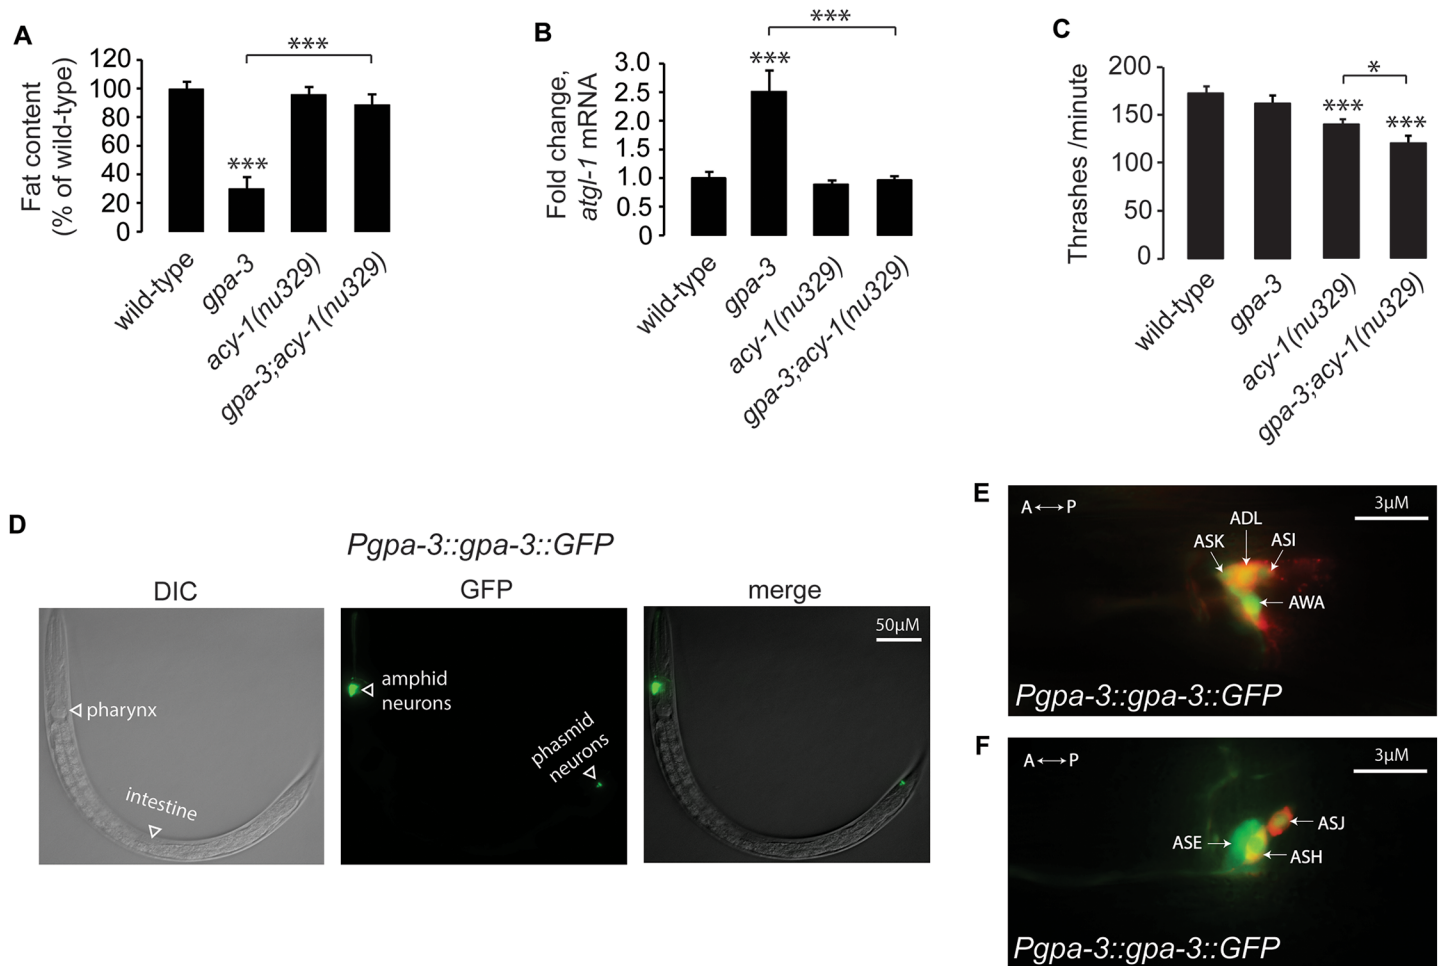 A
***
120
100
80
60
40
20
0
Fat content
(% of wild-type)
***
wild-type
gpa-3
acy-1(nu329)
gpa-3;acy-1(nu329)
B
***
3.0
2.5
2.0
1.5
1.0
0.5
0
Fold change,
atgl-1 mRNA
***
wild-type
gpa-3
acy-1(nu329)
gpa-3;acy-1(nu329)
C
*
200
150
100
50
0
Thrashes /minute
***
***
wild-type
gpa-3
acy-1(nu329)
gpa-3;acy-1(nu329)
D
Pgpa-3::gpa-3::GFP
DIC
GFP
merge
pharynx
intestine
amphid
neurons
phasmid
neurons
50μM
E
A P
3μM
ADL
ASK
ASI
AWA
Pgpa-3::gpa-3::GFP
F
A P
3μM
ASJ
ASE
ASH
Pgpa-3::gpa-3::GFP